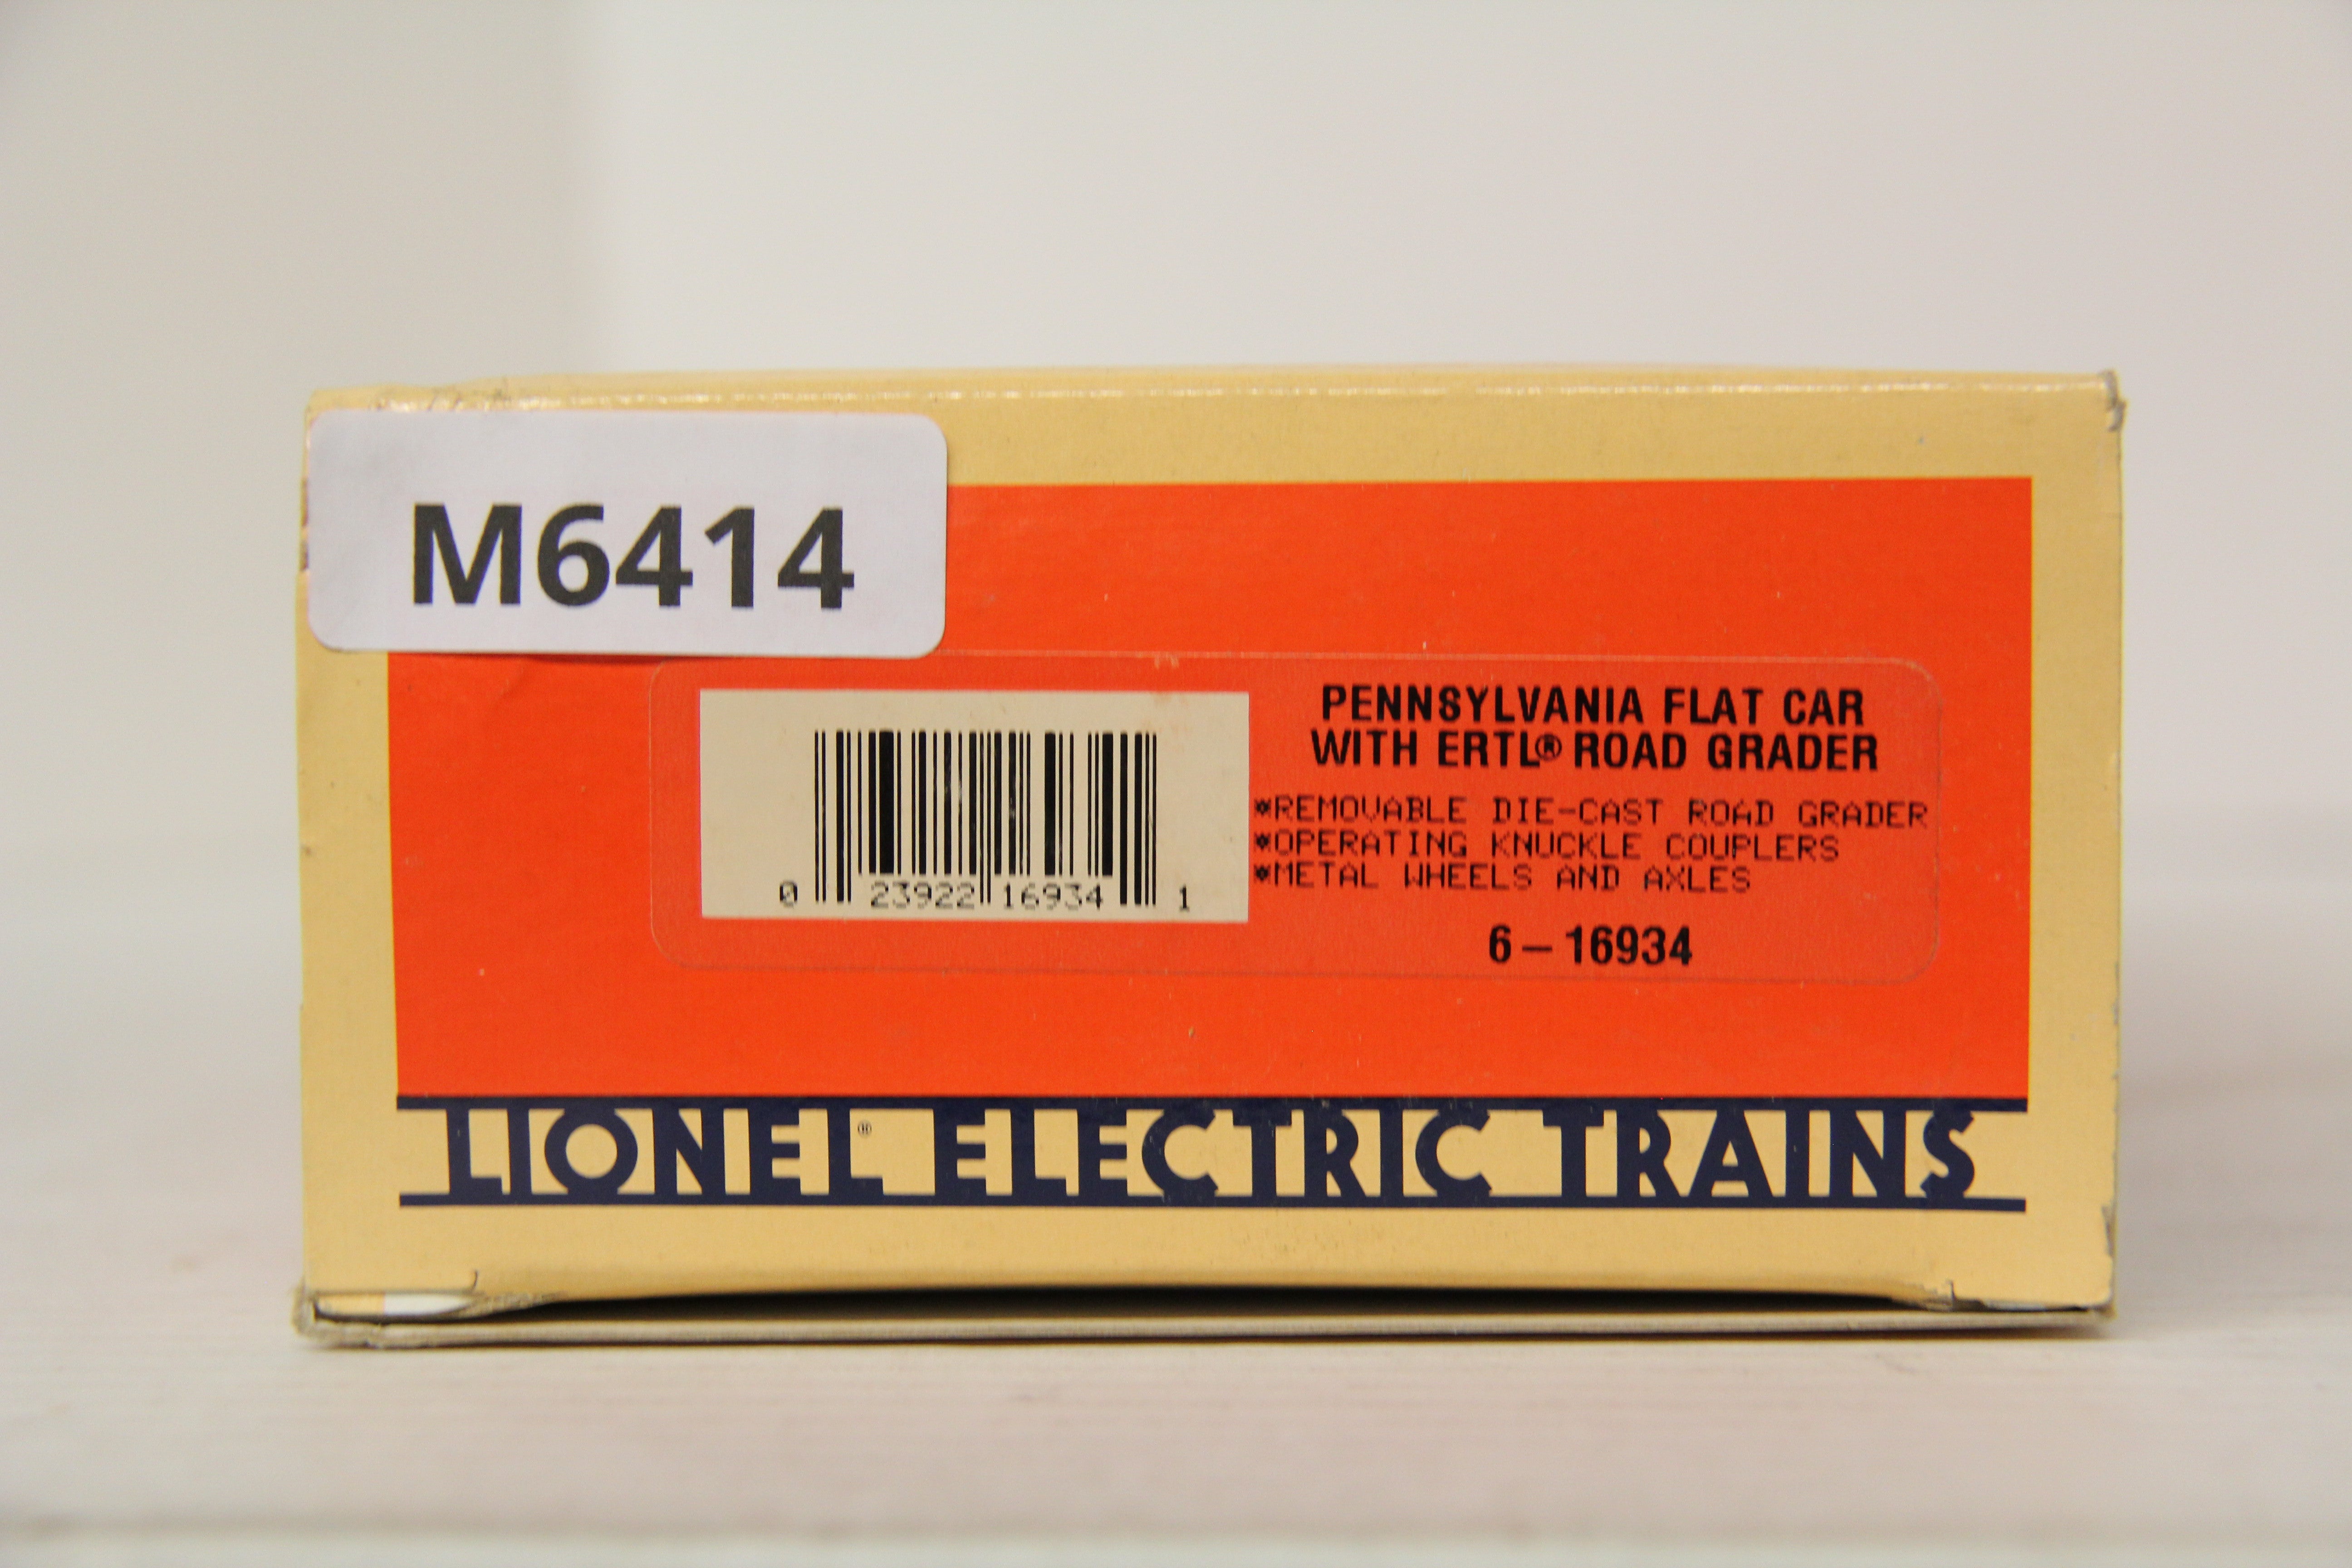 M6414
PENNSYLVANIA FLAT CAR
WITH ERTL® ROAD GRADER
*REMOVABLE DIE-CAST ROAD GRADER
*OPERATING KNUCKLE COUPLERS
*METAL WHEELS AND AXLES
0 23922 16934 1
6-16934
LIONEL® ELECTRIC TRAINS